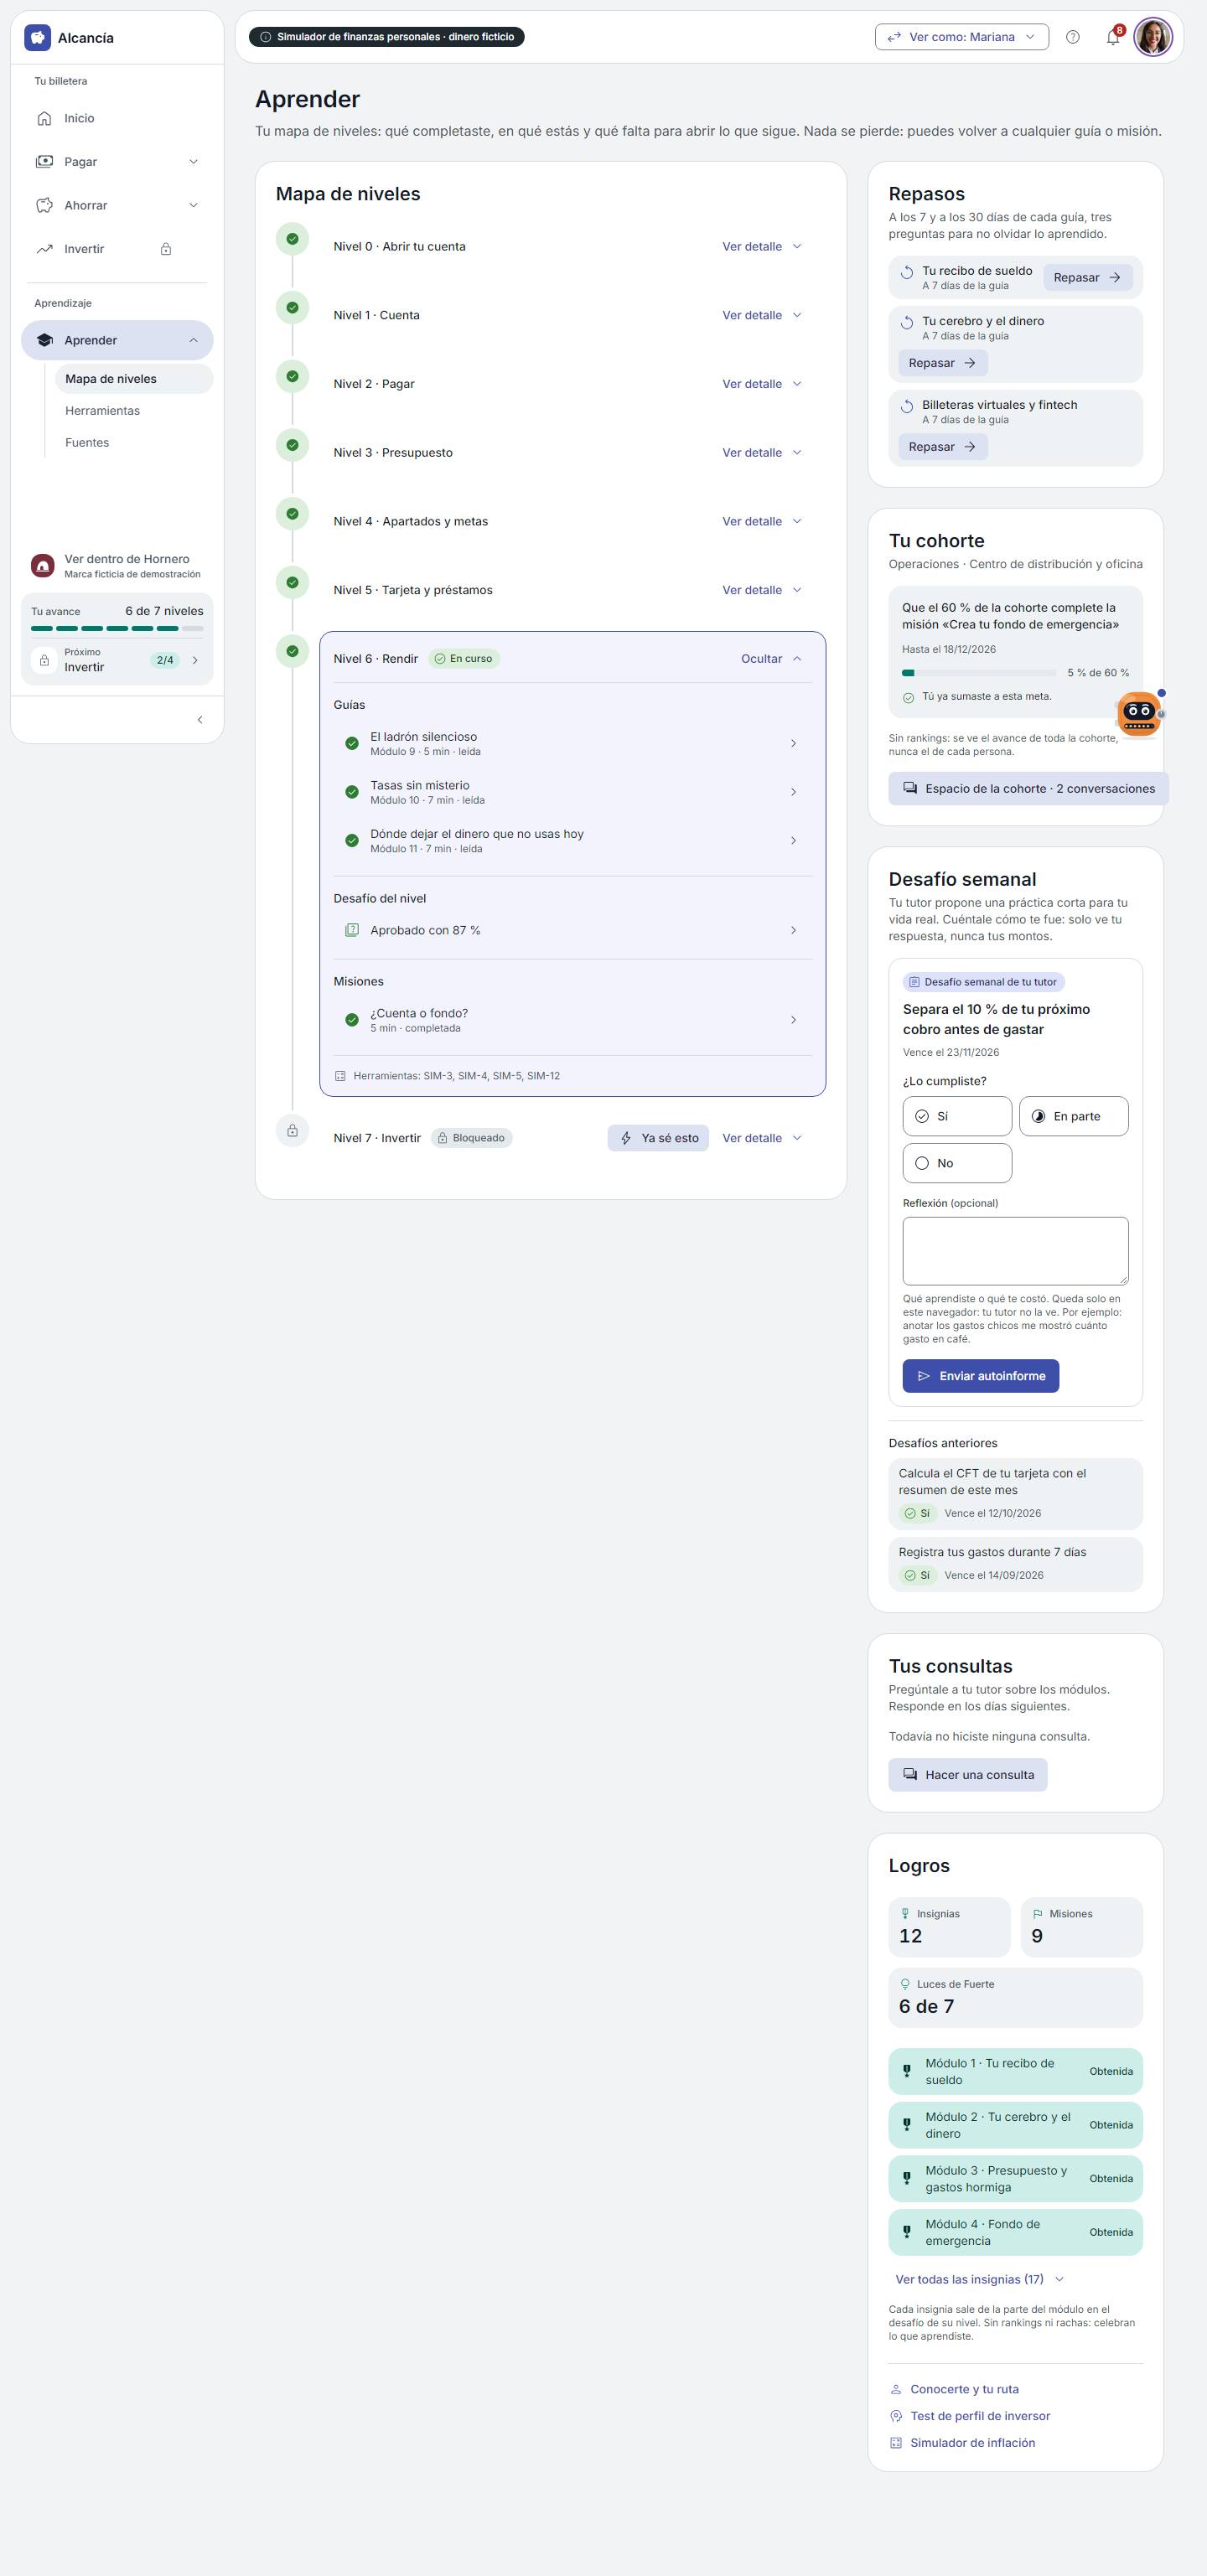 Alcancía
Tu billetera
Inicio
Pagar
Ahorrar
Invertir
Aprendizaje
Aprender
Mapa de niveles
Herramientas
Fuentes
Ver dentro de Hornero
Marca ficticia de demostración
Tu avance
6 de 7 niveles
Próximo
Invertir
2/4
Simulador de finanzas personales · dinero ficticio
Ver como: Mariana
8
Aprender
Tu mapa de niveles: qué completaste, en qué estás y qué falta para abrir lo que sigue. Nada se pierde: puedes volver a cualquier guía o misión.
Mapa de niveles
Nivel 0 · Abrir tu cuenta
Ver detalle
Nivel 1 · Cuenta
Ver detalle
Nivel 2 · Pagar
Ver detalle
Nivel 3 · Presupuesto
Ver detalle
Nivel 4 · Apartados y metas
Ver detalle
Nivel 5 · Tarjeta y préstamos
Ver detalle
Nivel 6 · Rendir
En curso
Ocultar
Guías
El ladrón silencioso
Módulo 9 · 5 min · leída
Tasas sin misterio
Módulo 10 · 7 min · leída
Dónde dejar el dinero que no usas hoy
Módulo 11 · 7 min · leída
Desafío del nivel
Aprobado con 87 %
Misiones
¿Cuenta o fondo?
5 min · completada
Herramientas: SIM-3, SIM-4, SIM-5, SIM-12
Nivel 7 · Invertir
Bloqueado
Ya sé esto
Ver detalle
Repasos
A los 7 y a los 30 días de cada guía, tres
preguntas para no olvidar lo aprendido.
Tu recibo de sueldo
A 7 días de la guía
Repasar
Tu cerebro y el dinero
A 7 días de la guía
Repasar
Billeteras virtuales y fintech
A 7 días de la guía
Repasar
Tu cohorte
Operaciones · Centro de distribución y oficina
Que el 60 % de la cohorte complete la
misión «Crea tu fondo de emergencia»
Hasta el 18/12/2026
5 % de 60 %
Tú ya sumaste a esta meta.
Sin rankings: se ve el avance de toda la cohorte,
nunca el de cada persona.
Espacio de la cohorte · 2 conversaciones
Desafío semanal
Tu tutor propone una práctica corta para tu
vida real. Cuéntale cómo te fue: solo ve tu
respuesta, nunca tus montos.
Desafío semanal de tu tutor
Separa el 10 % de tu próximo
cobro antes de gastar
Vence el 23/11/2026
¿Lo cumpliste?
Sí
En parte
No
Reflexión (opcional)
Qué aprendiste o qué te costó. Queda solo en
este navegador: tu tutor no la ve. Por ejemplo:
anotar los gastos chicos me mostró cuánto
gasto en café.
Enviar autoinforme
Desafíos anteriores
Calcula el CFT de tu tarjeta con el
resumen de este mes
Sí
Vence el 12/10/2026
Registra tus gastos durante 7 días
Sí
Vence el 14/09/2026
Tus consultas
Pregúntale a tu tutor sobre los módulos.
Responde en los días siguientes.
Todavía no hiciste ninguna consulta.
Hacer una consulta
Logros
Insignias
12
Misiones
9
Luces de Fuerte
6 de 7
Módulo 1 · Tu recibo de
sueldo
Obtenida
Módulo 2 · Tu cerebro y el
dinero
Obtenida
Módulo 3 · Presupuesto y
gastos hormiga
Obtenida
Módulo 4 · Fondo de
emergencia
Obtenida
Ver todas las insignias (17)
Cada insignia sale de la parte del módulo en el
desafío de su nivel. Sin rankings ni rachas: celebran
lo que aprendiste.
Conocerte y tu ruta
Test de perfil de inversor
Simulador de inflación